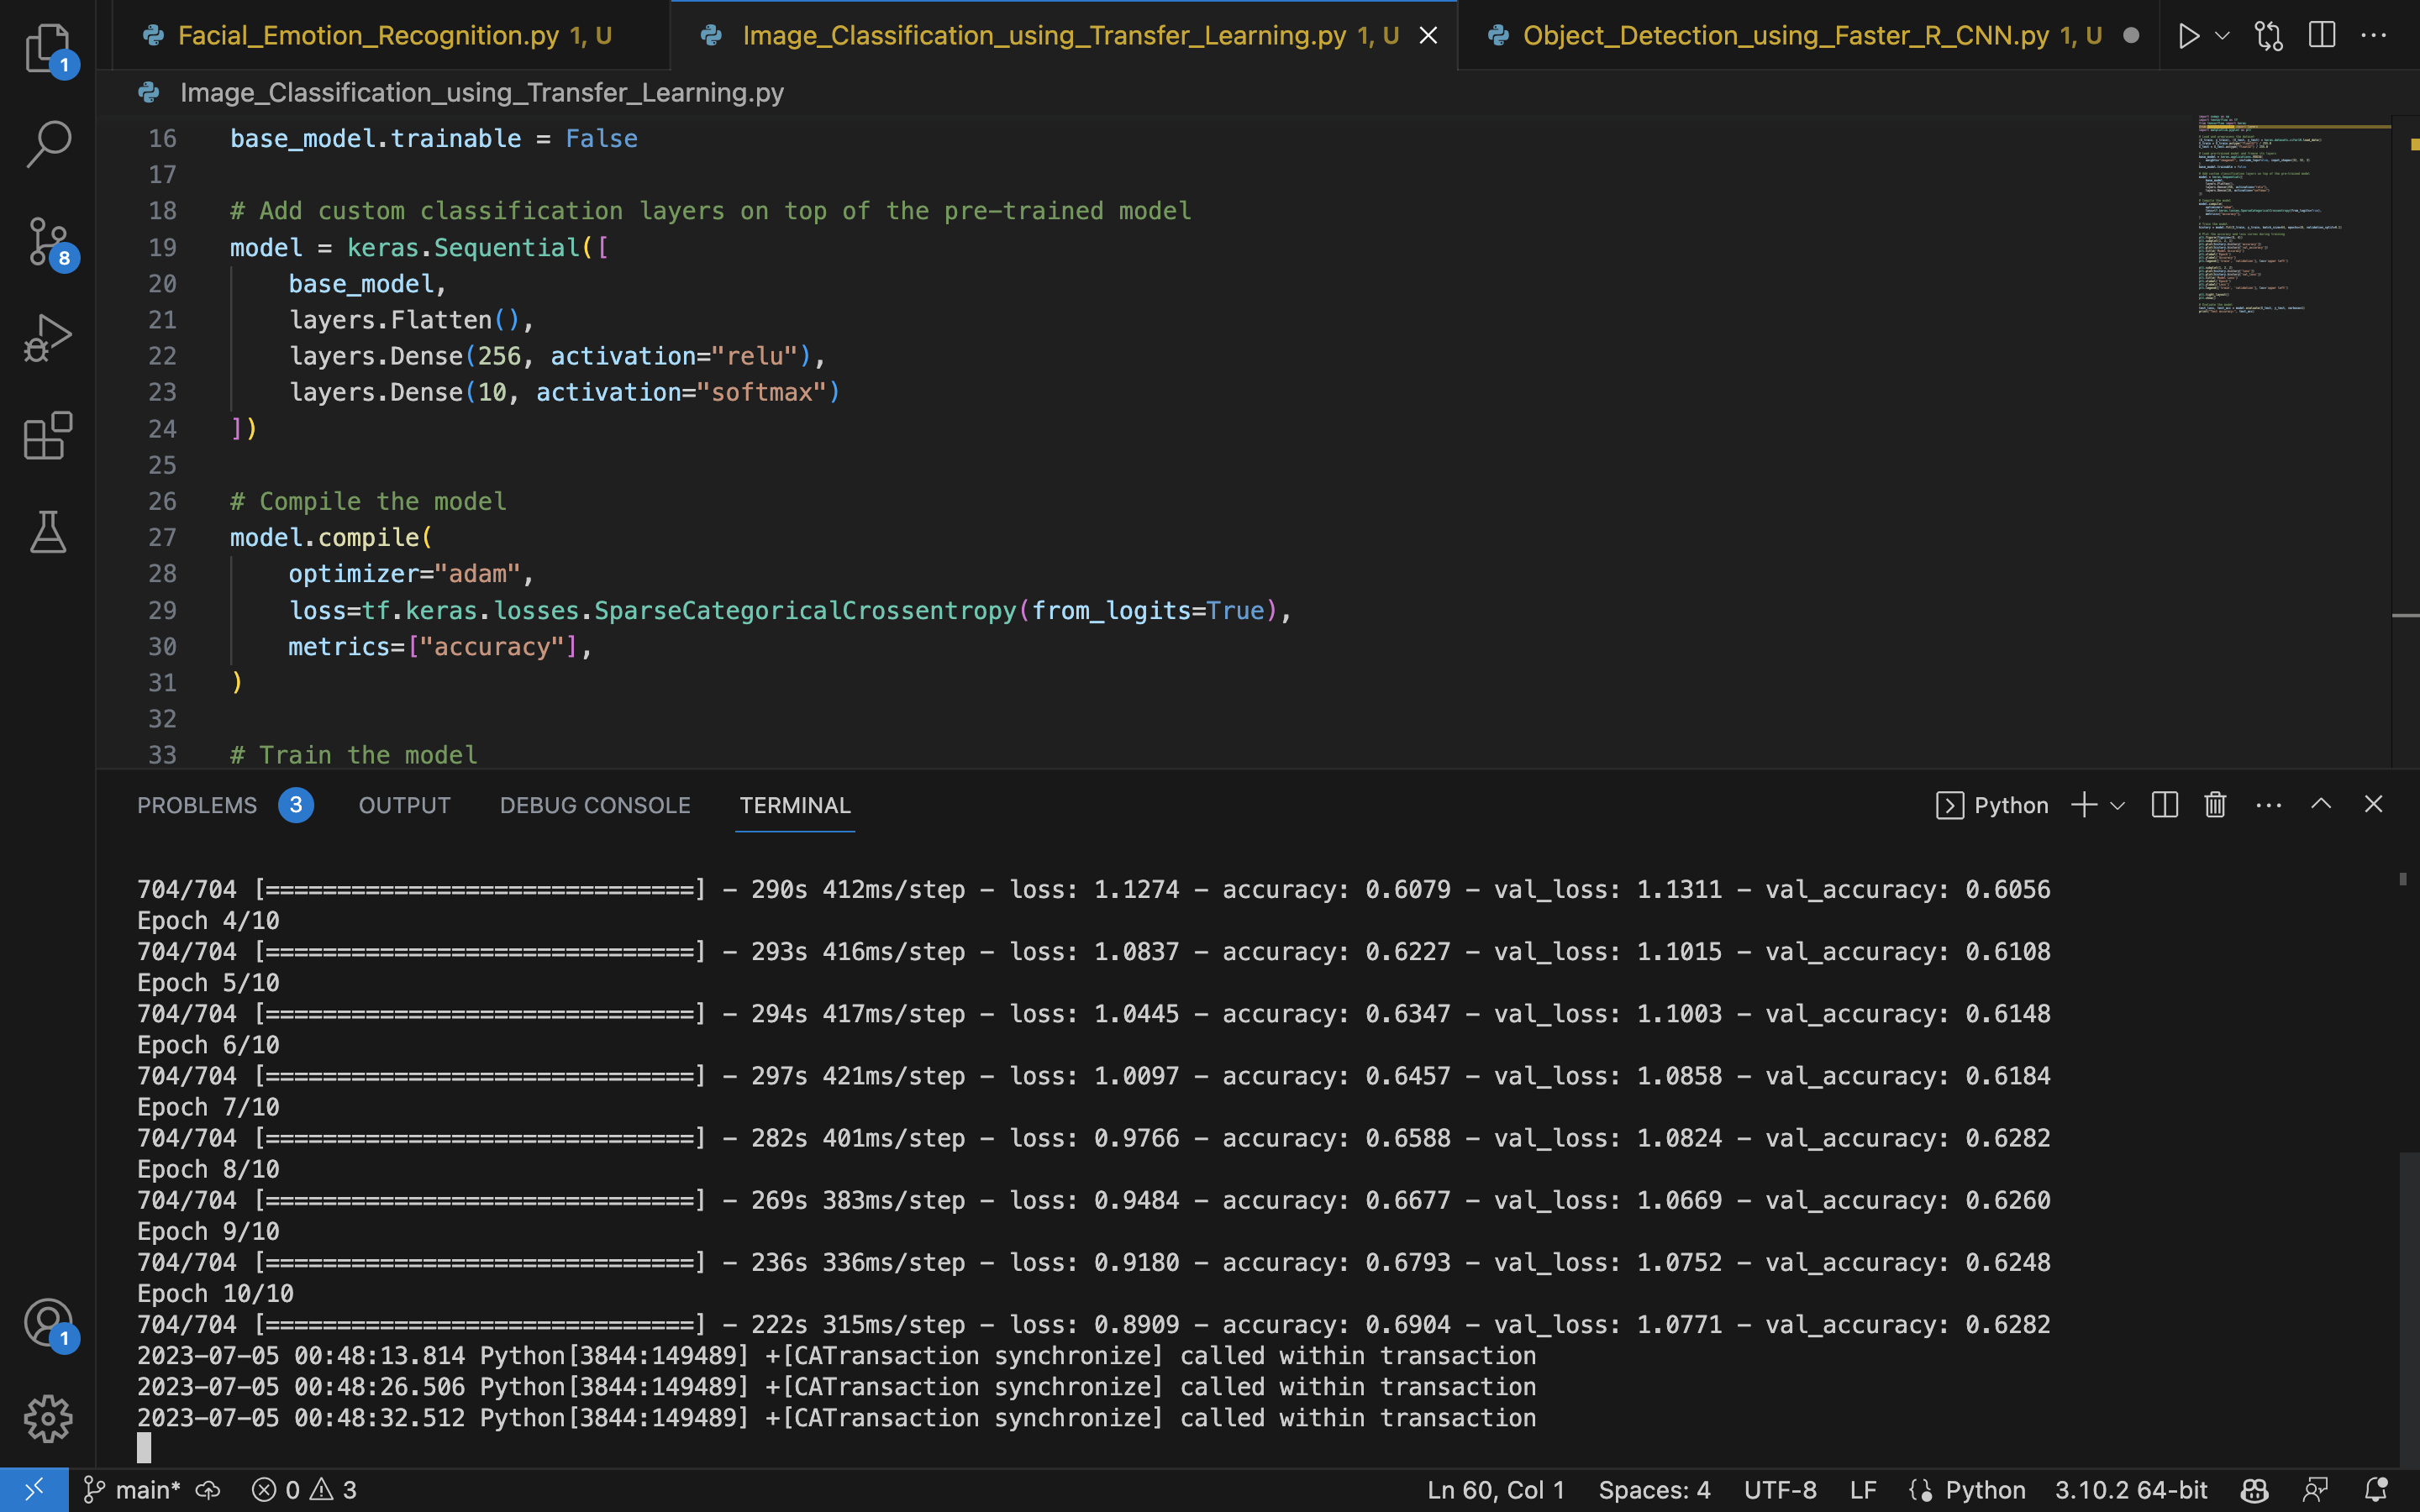 1
Facial_Emotion_Recognition.py 1, U
Image_Classification_using_Transfer_Learning.py 1, U
Object_Detection_using_Faster_R_CNN.py 1, U
Image_Classification_using_Transfer_Learning.py
16 base_model.trainable = False
17
18 # Add custom classification layers on top of the pre-trained model
19 model = keras.Sequential([
20 base_model,
21 layers.Flatten(),
22 layers.Dense(256, activation="relu"),
23 layers.Dense(10, activation="softmax")
24 ])
25
26 # Compile the model
27 model.compile(
28 optimizer="adam",
29 loss=tf.keras.losses.SparseCategoricalCrossentropy(from_logits=True),
30 metrics=["accuracy"],
31 )
32
33 # Train the model
8
PROBLEMS 3 OUTPUT DEBUG CONSOLE TERMINAL Python
704/704 [==============================] - 290s 412ms/step - loss: 1.1274 - accuracy: 0.6079 - val_loss: 1.1311 - val_accuracy: 0.6056
Epoch 4/10
704/704 [==============================] - 293s 416ms/step - loss: 1.0837 - accuracy: 0.6227 - val_loss: 1.1015 - val_accuracy: 0.6108
Epoch 5/10
704/704 [==============================] - 294s 417ms/step - loss: 1.0445 - accuracy: 0.6347 - val_loss: 1.1003 - val_accuracy: 0.6148
Epoch 6/10
704/704 [==============================] - 297s 421ms/step - loss: 1.0097 - accuracy: 0.6457 - val_loss: 1.0858 - val_accuracy: 0.6184
Epoch 7/10
704/704 [==============================] - 282s 401ms/step - loss: 0.9766 - accuracy: 0.6588 - val_loss: 1.0824 - val_accuracy: 0.6282
Epoch 8/10
704/704 [==============================] - 269s 383ms/step - loss: 0.9484 - accuracy: 0.6677 - val_loss: 1.0669 - val_accuracy: 0.6260
Epoch 9/10
704/704 [==============================] - 236s 336ms/step - loss: 0.9180 - accuracy: 0.6793 - val_loss: 1.0752 - val_accuracy: 0.6248
Epoch 10/10
704/704 [==============================] - 222s 315ms/step - loss: 0.8909 - accuracy: 0.6904 - val_loss: 1.0771 - val_accuracy: 0.6282
2023-07-05 00:48:13.814 Python[3844:149489] +[CATransaction synchronize] called within transaction
2023-07-05 00:48:26.506 Python[3844:149489] +[CATransaction synchronize] called within transaction
2023-07-05 00:48:32.512 Python[3844:149489] +[CATransaction synchronize] called within transaction
1
main* 0 3 Ln 60, Col 1 Spaces: 4 UTF-8 LF Python 3.10.2 64-bit